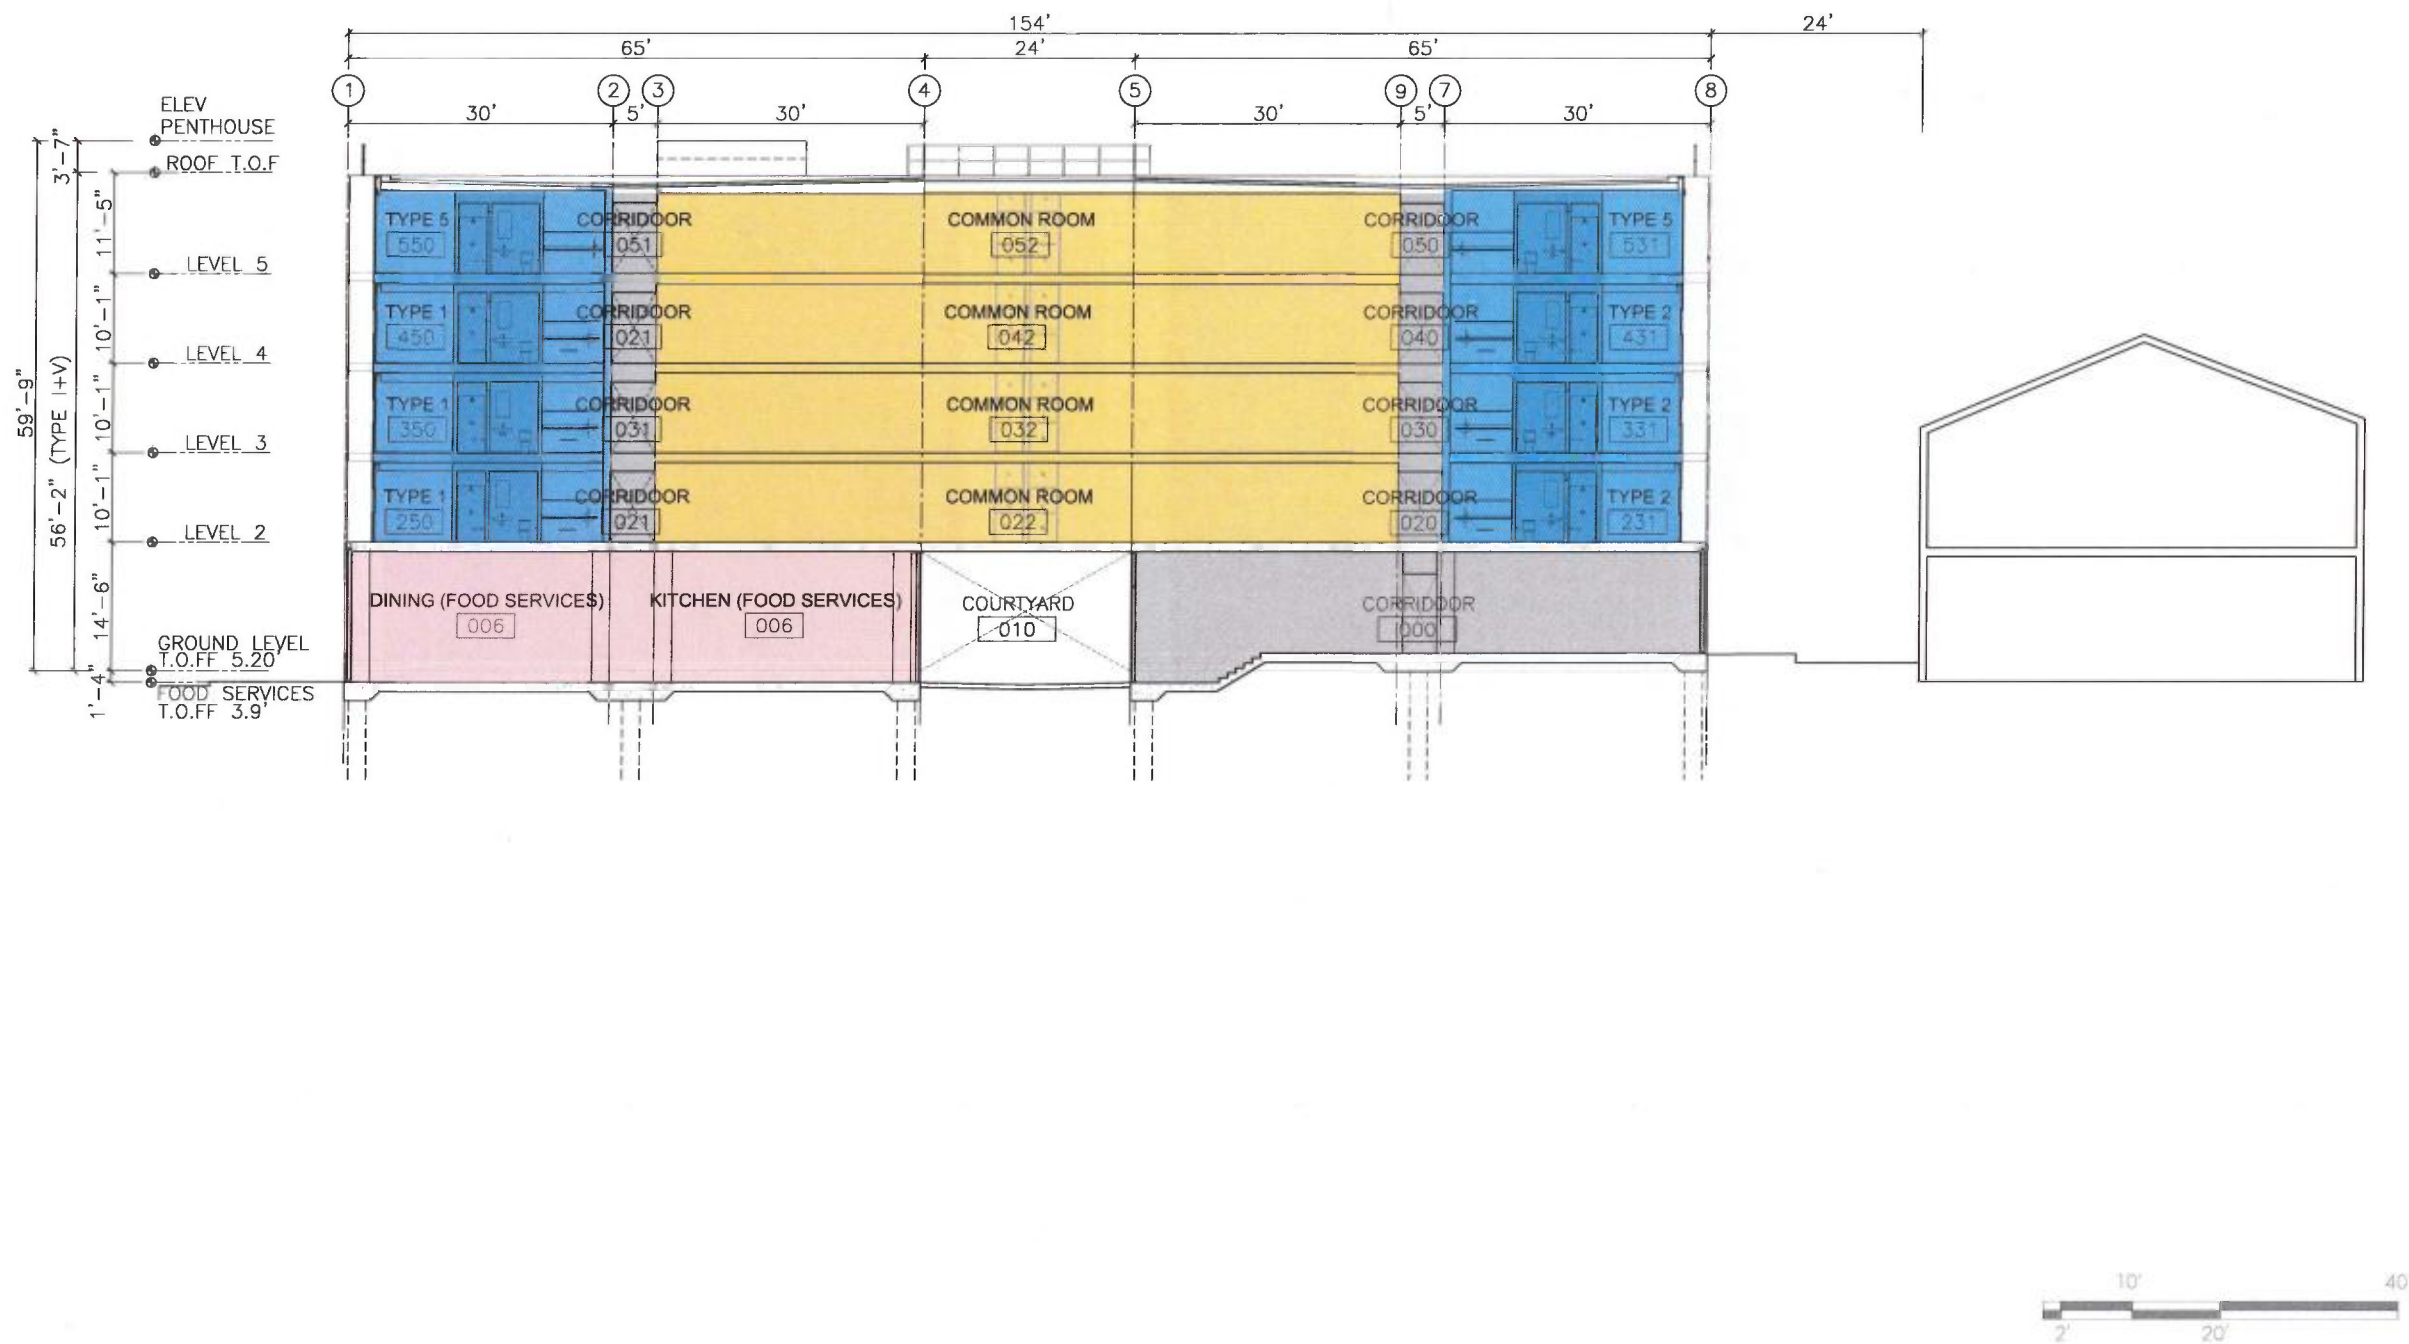 154'
24'
65'
24'
65'
1
2
3
4
5
9
7
8
30'
5'
30'
30'
5'
30'
ELEV
PENTHOUSE
ROOF T.O.F
LEVEL 5
LEVEL 4
LEVEL 3
LEVEL 2
GROUND LEVEL
T.O.FF 5.20'
FOOD SERVICES
T.O.FF 3.9'
59'-9"
3'-7"
56'-2" (TYPE I+V)
11'-5"
10'-1"
10'-1"
10'-1"
14'-6"
1'-4"
TYPE 5
550
CORRIDOOR
051
COMMON ROOM
052
CORRIDOOR
050
TYPE 5
531
TYPE 1
450
CORRIDOOR
021
COMMON ROOM
042
CORRIDOOR
040
TYPE 2
431
TYPE 1
350
CORRIDOOR
031
COMMON ROOM
032
CORRIDOOR
030
TYPE 2
331
TYPE 1
250
CORRIDOOR
021
COMMON ROOM
022
CORRIDOOR
020
TYPE 2
231
DINING (FOOD SERVICES)
006
KITCHEN (FOOD SERVICES)
006
COURTYARD
010
CORRIDOOR
000
10'
40
2'
20'